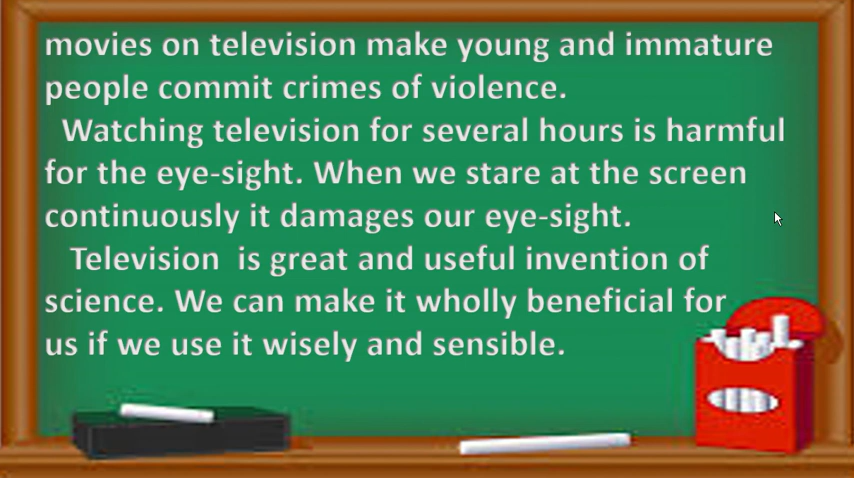 movies on television make young and immature
people commit crimes of violence.
Watching television for several hours is harmful
for the eye-sight. When we stare at the screen
continuously it damages our eye-sight.
Television is great and useful invention of
science. We can make it wholly beneficial for
us if we use it wisely and sensible.